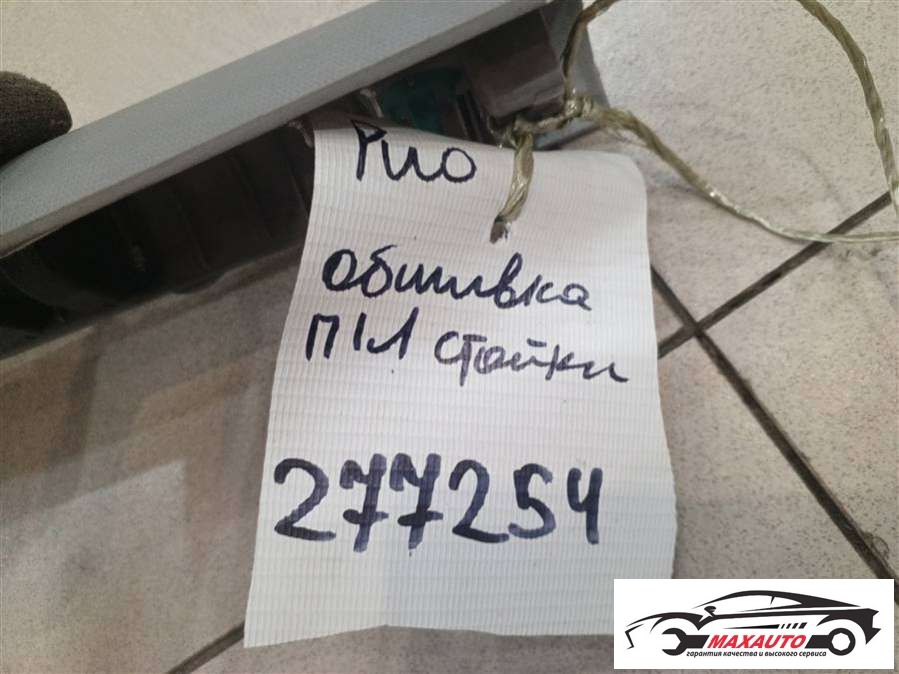 Рио
обшивка
П\Л стойки
277254
MAXAUTO
гарантия качества и высокого сервиса